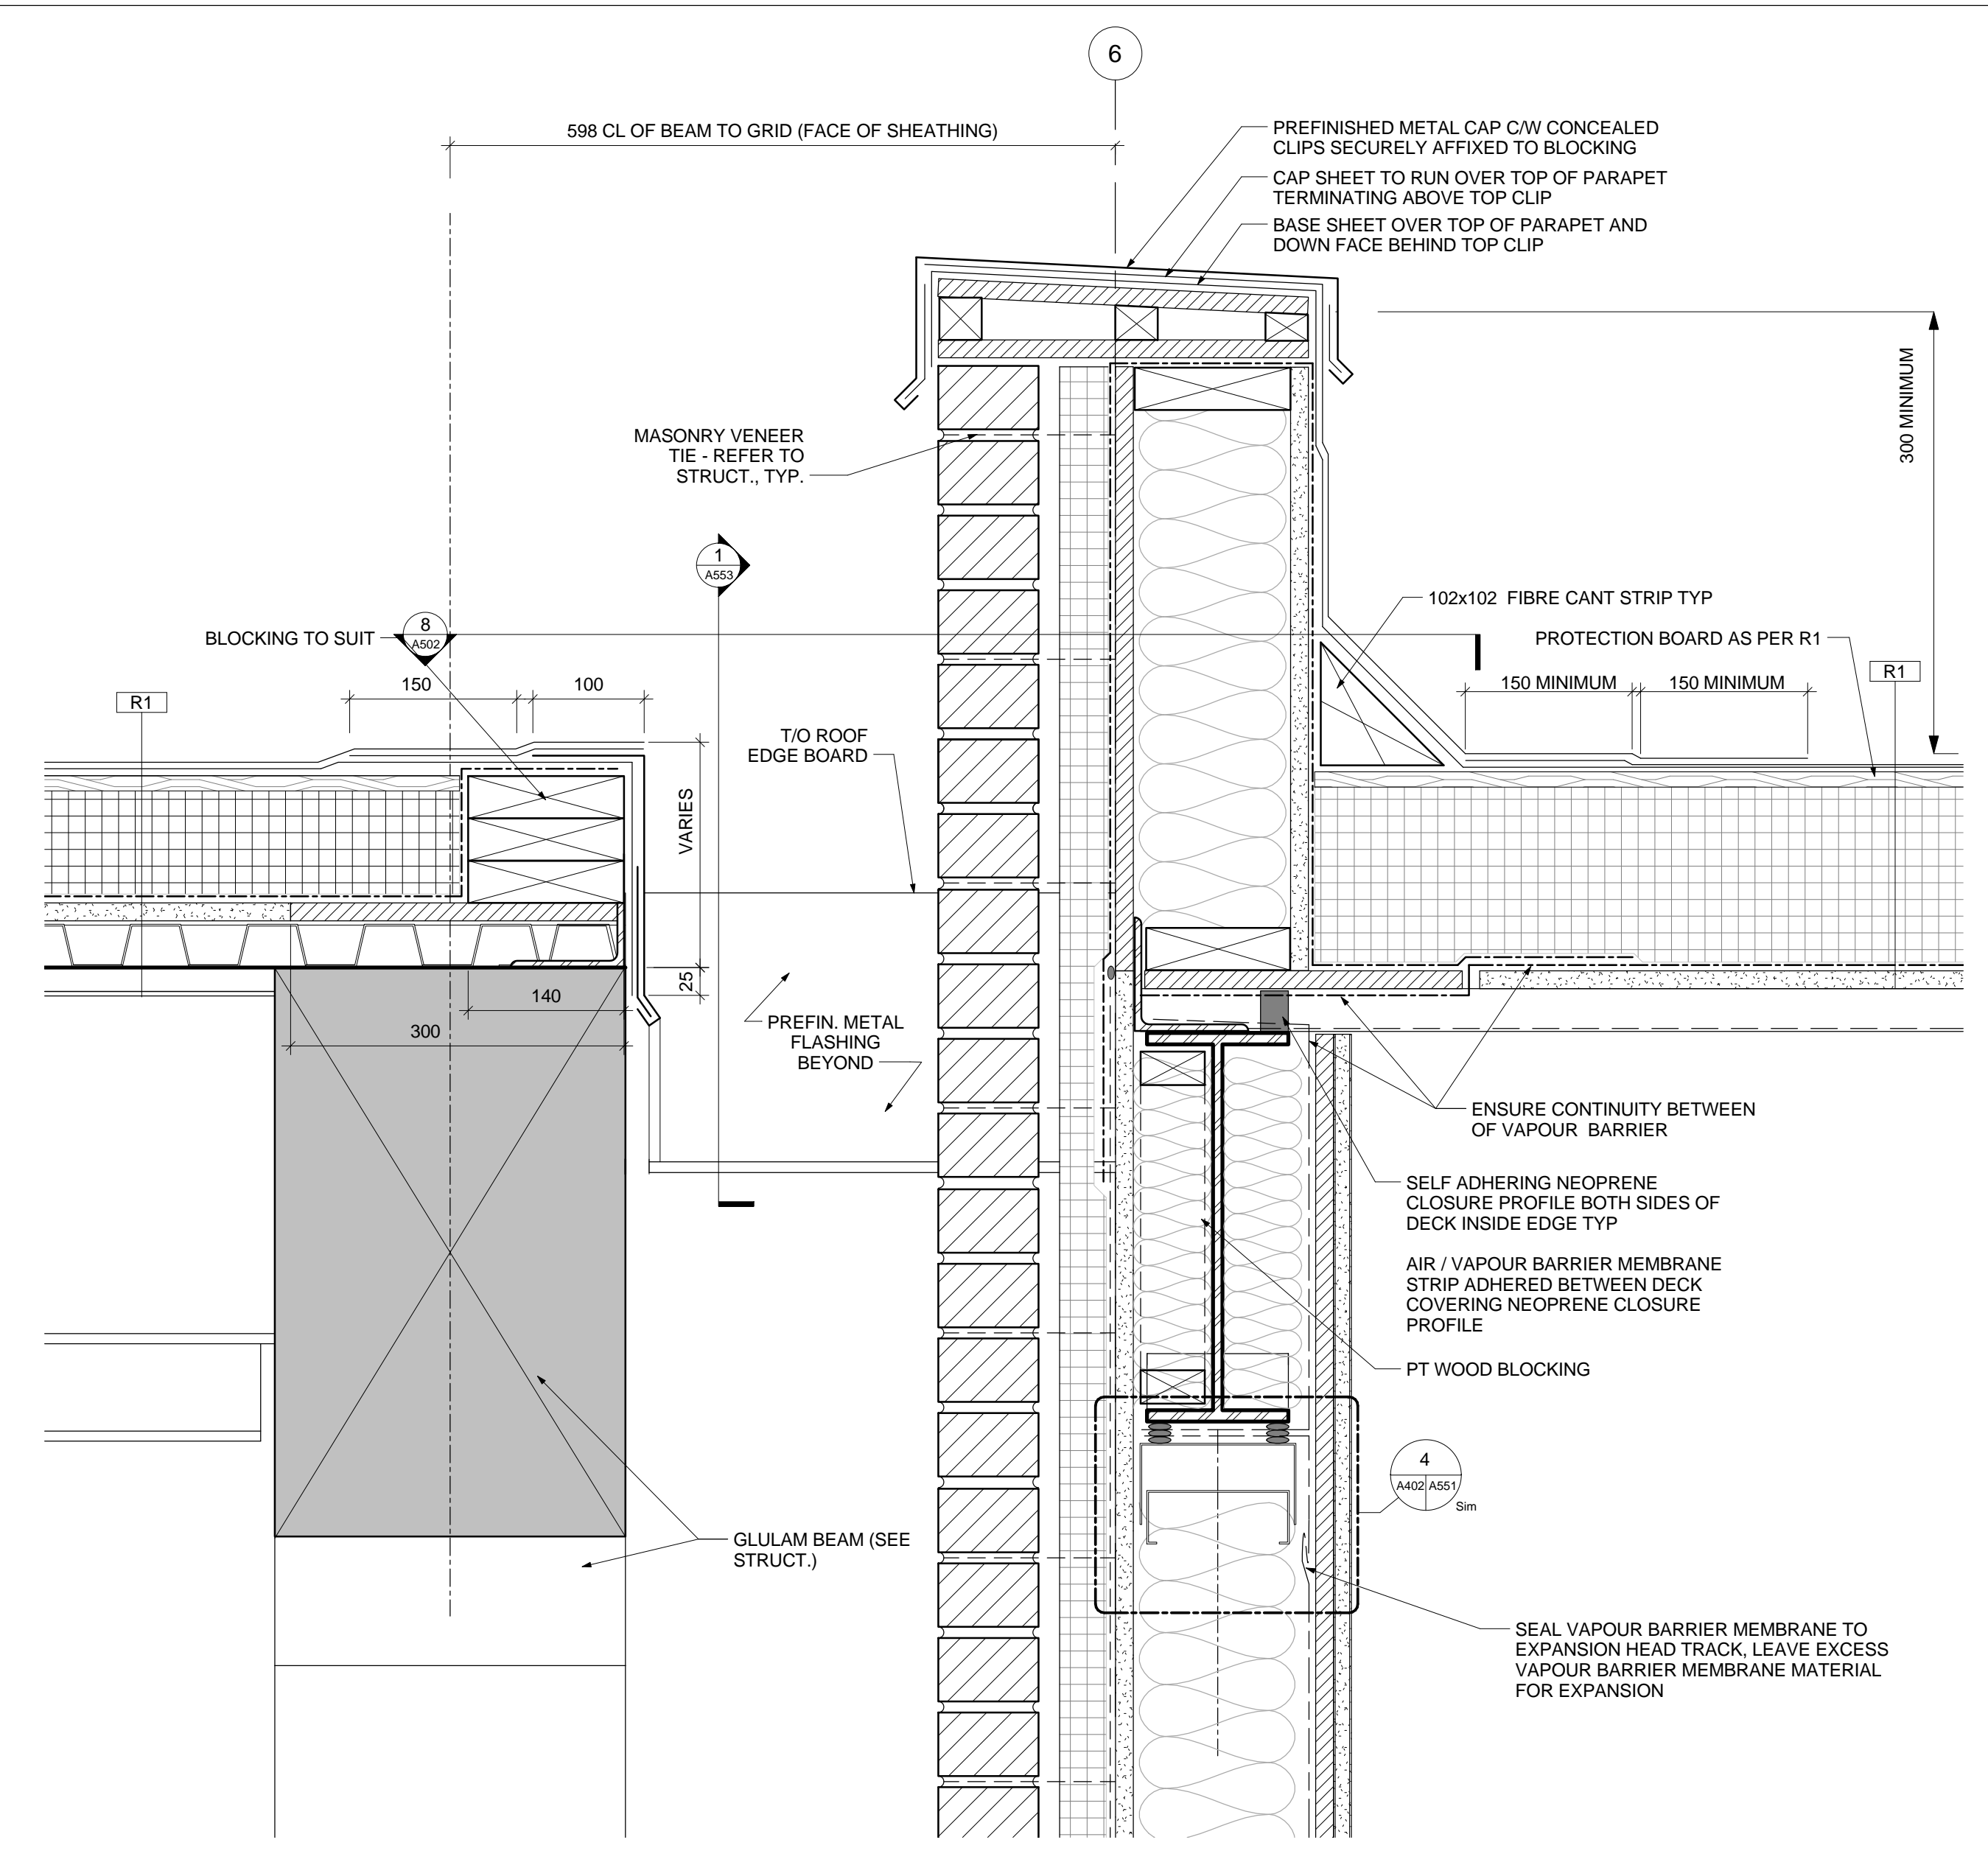 6
598 CL OF BEAM TO GRID (FACE OF SHEATHING)
PREFINISHED METAL CAP C/W CONCEALED
CLIPS SECURELY AFFIXED TO BLOCKING
CAP SHEET TO RUN OVER TOP OF PARAPET
TERMINATING ABOVE TOP CLIP
BASE SHEET OVER TOP OF PARAPET AND
DOWN FACE BEHIND TOP CLIP
300 MINIMUM
MASONRY VENEER
TIE - REFER TO
STRUCT., TYP.
1
A553
102x102 FIBRE CANT STRIP TYP
8
A502
BLOCKING TO SUIT
PROTECTION BOARD AS PER R1
R1
150
100
150 MINIMUM
150 MINIMUM
R1
T/O ROOF
EDGE BOARD
VARIES
25
140
300
PREFIN. METAL
FLASHING
BEYOND
ENSURE CONTINUITY BETWEEN
OF VAPOUR BARRIER
SELF ADHERING NEOPRENE
CLOSURE PROFILE BOTH SIDES OF
DECK INSIDE EDGE TYP
AIR / VAPOUR BARRIER MEMBRANE
STRIP ADHERED BETWEEN DECK
COVERING NEOPRENE CLOSURE
PROFILE
PT WOOD BLOCKING
4
A402 A551
Sim
GLULAM BEAM (SEE
STRUCT.)
SEAL VAPOUR BARRIER MEMBRANE TO
EXPANSION HEAD TRACK, LEAVE EXCESS
VAPOUR BARRIER MEMBRANE MATERIAL
FOR EXPANSION